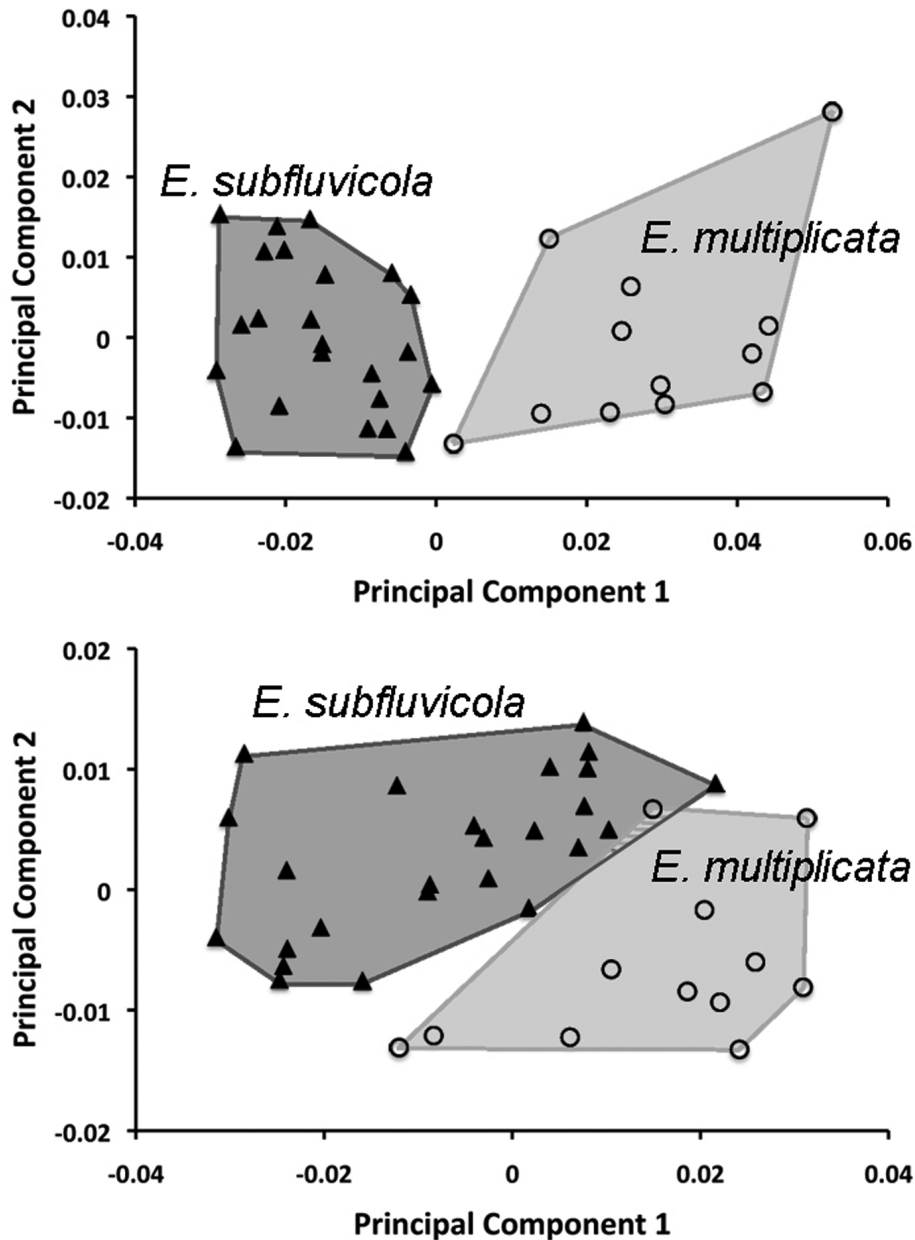 0.04
0.03
0.02
0.01
0
-0.01
-0.02
Principal Component 2
E. subfluvicola
E. multiplicata
-0.04 -0.02 0 0.02 0.04 0.06
Principal Component 1
0.02
0.01
0
-0.01
-0.02
Principal Component 2
E. subfluvicola
E. multiplicata
-0.04 -0.02 0 0.02 0.04
Principal Component 1